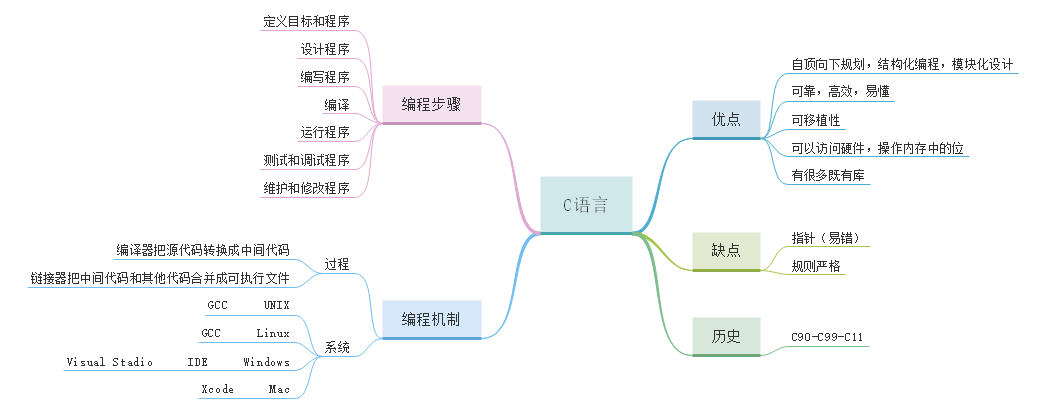 C语言
编程步骤
定义目标和程序
设计程序
编写程序
编译
运行程序
测试和调试程序
维护和修改程序
编程机制
过程
编译器把源代码转换成中间代码
链接器把中间代码和其他代码合并成可执行文件
系统
GCC UNIX
GCC Linux
Visual Stadio IDE Windows
Xcode Mac
优点
自顶向下规划，结构化编程，模块化设计
可靠，高效，易懂
可移植性
可以访问硬件，操作内存中的位
有很多既有库
缺点
指针（易错）
规则严格
历史
C90-C99-C11